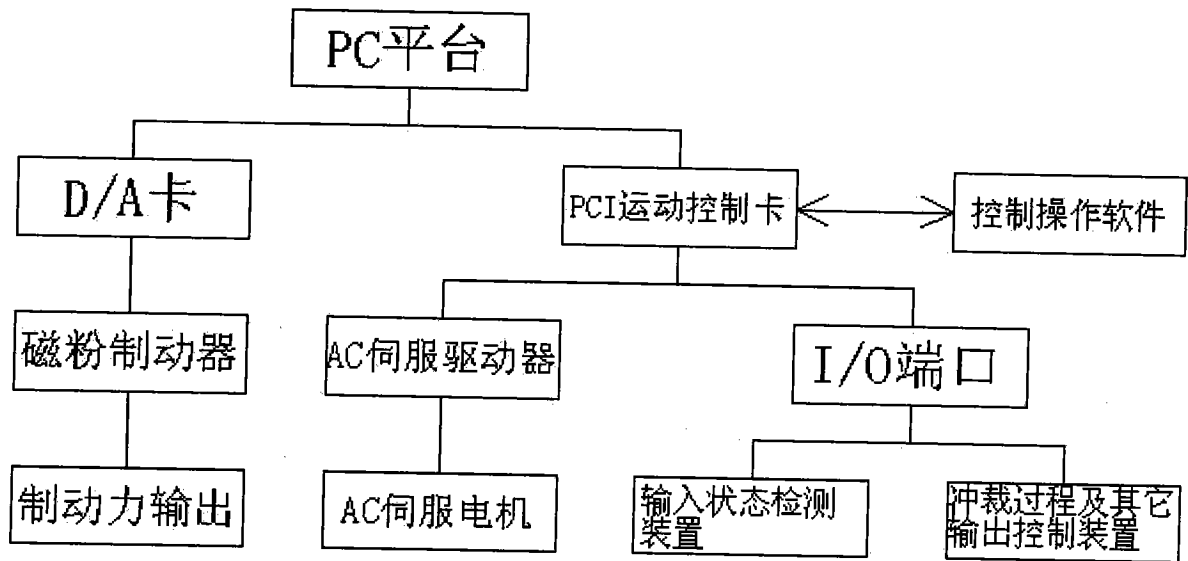 PC平台
D/A卡
PCI运动控制卡
控制操作软件
磁粉制动器
AC伺服驱动器
I/O端口
制动力输出
AC伺服电机
输入状态检测
装置
冲裁过程及其它
输出控制装置